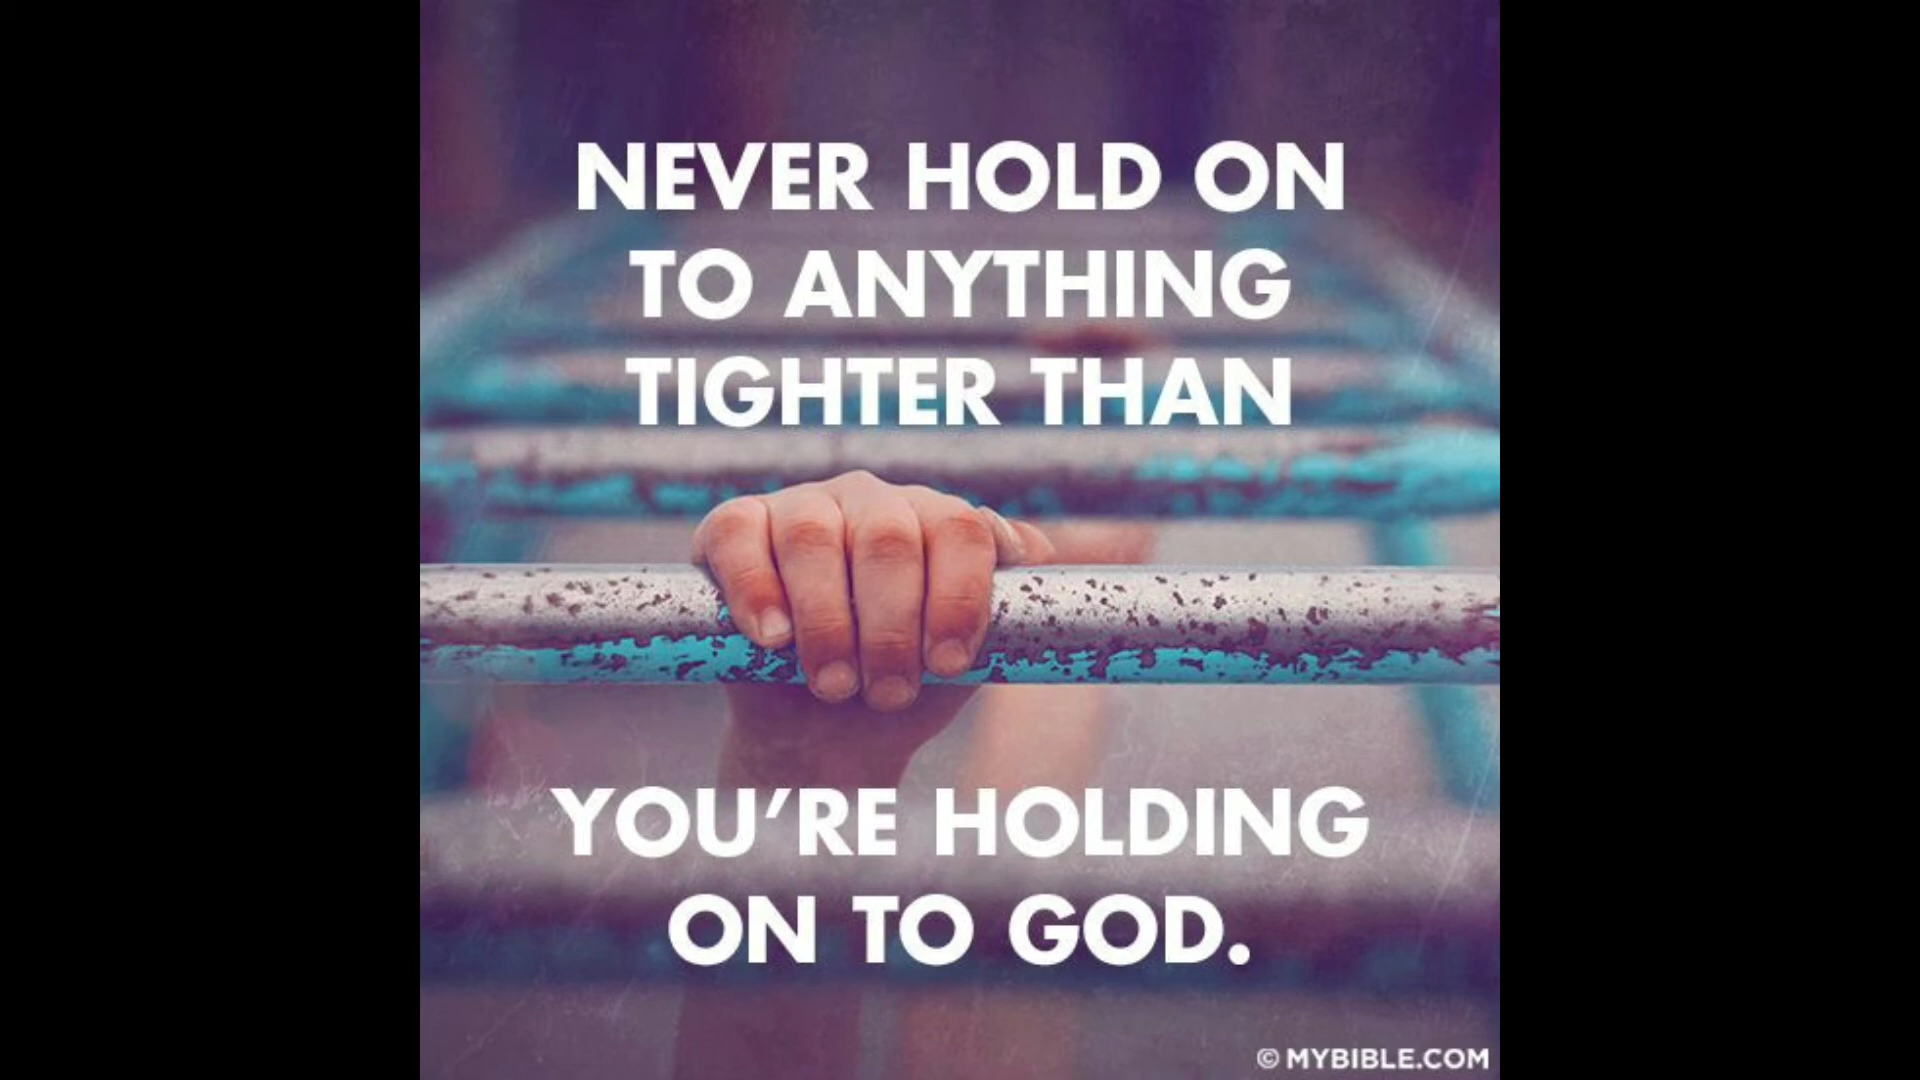 NEVER HOLD ON
TO ANYTHING
TIGHTER THAN
YOU'RE HOLDING
ON TO GOD.
© MYBIBLE.COM